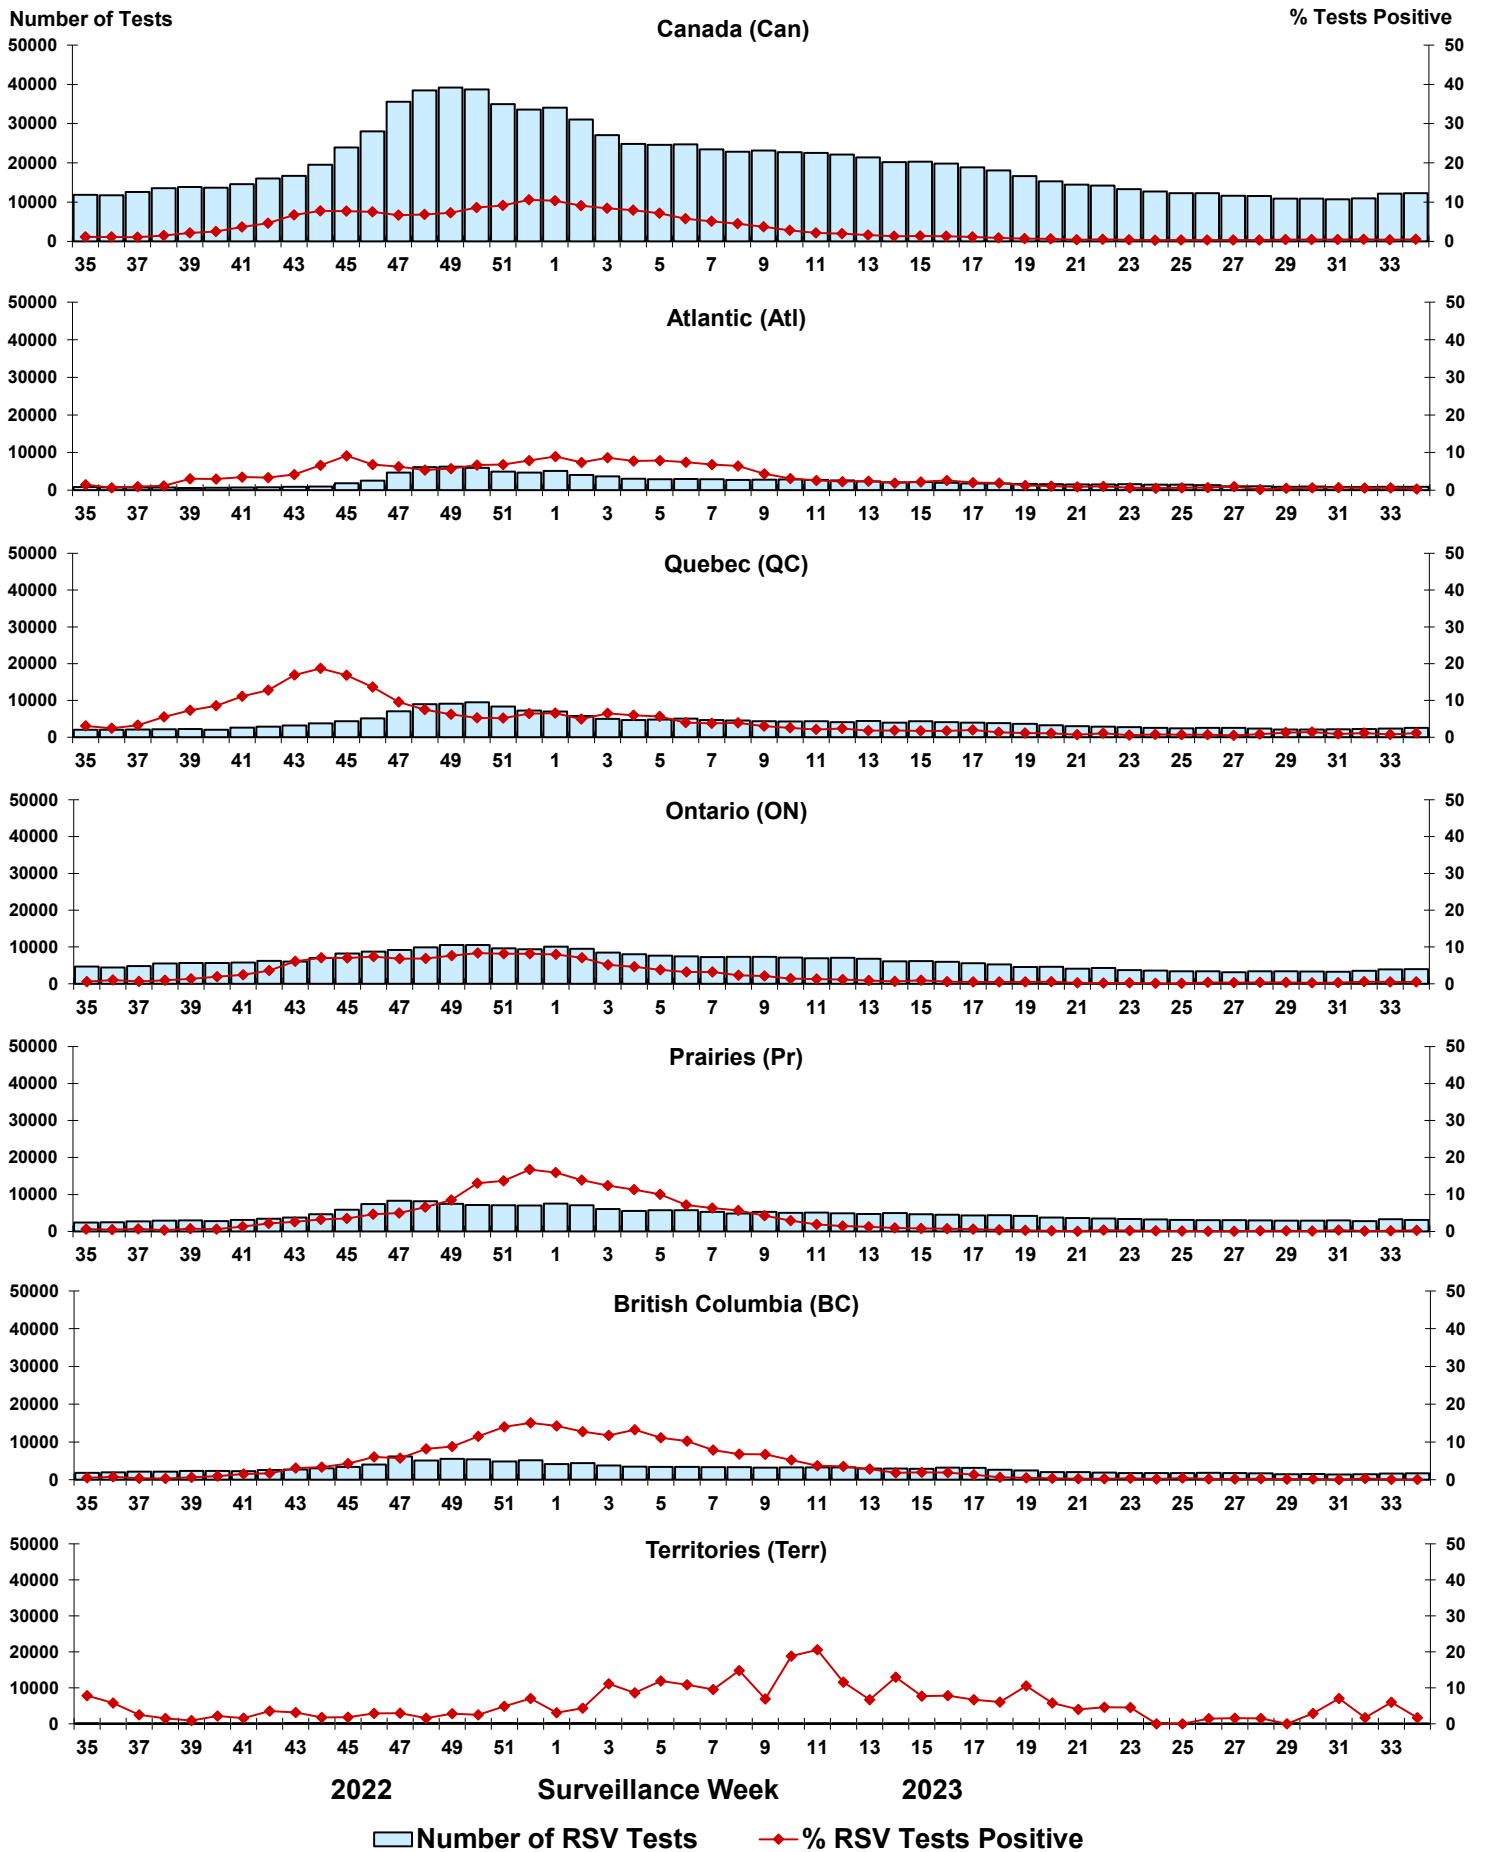 Number of Tests % Tests Positive
Canada (Can)
50000 50
40000 40
30000 30
20000 20
10000 10
0 0
35 37 39 41 43 45 47 49 51 1 3 5 7 9 11 13 15 17 19 21 23 25 27 29 31 33
Atlantic (Atl)
50000 50
40000 40
30000 30
20000 20
10000 10
0 0
35 37 39 41 43 45 47 49 51 1 3 5 7 9 11 13 15 17 19 21 23 25 27 29 31 33
Quebec (QC)
50000 50
40000 40
30000 30
20000 20
10000 10
0 0
35 37 39 41 43 45 47 49 51 1 3 5 7 9 11 13 15 17 19 21 23 25 27 29 31 33
Ontario (ON)
50000 50
40000 40
30000 30
20000 20
10000 10
0 0
35 37 39 41 43 45 47 49 51 1 3 5 7 9 11 13 15 17 19 21 23 25 27 29 31 33
Prairies (Pr)
50000 50
40000 40
30000 30
20000 20
10000 10
0 0
35 37 39 41 43 45 47 49 51 1 3 5 7 9 11 13 15 17 19 21 23 25 27 29 31 33
British Columbia (BC)
50000 50
40000 40
30000 30
20000 20
10000 10
0 0
35 37 39 41 43 45 47 49 51 1 3 5 7 9 11 13 15 17 19 21 23 25 27 29 31 33
Territories (Terr)
50000 50
40000 40
30000 30
20000 20
10000 10
0 0
35 37 39 41 43 45 47 49 51 1 3 5 7 9 11 13 15 17 19 21 23 25 27 29 31 33
2022 Surveillance Week 2023
Number of RSV Tests % RSV Tests Positive